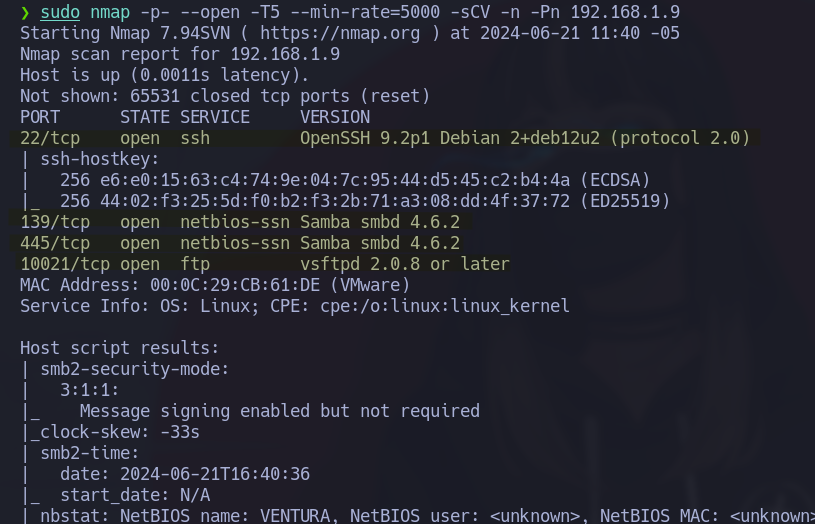 ❯ sudo nmap -p- --open -T5 --min-rate=5000 -sCV -n -Pn 192.168.1.9
Starting Nmap 7.94SVN ( https://nmap.org ) at 2024-06-21 11:40 -05
Nmap scan report for 192.168.1.9
Host is up (0.0011s latency).
Not shown: 65531 closed tcp ports (reset)
PORT      STATE SERVICE     VERSION
22/tcp    open  ssh         OpenSSH 9.2p1 Debian 2+deb12u2 (protocol 2.0)
| ssh-hostkey:
|   256 e6:e0:15:63:c4:74:9e:04:7c:95:44:d5:45:c2:b4:4a (ECDSA)
|_  256 44:02:f3:25:5d:f0:b2:f3:2b:71:a3:08:dd:4f:37:72 (ED25519)
139/tcp   open  netbios-ssn Samba smbd 4.6.2
445/tcp   open  netbios-ssn Samba smbd 4.6.2
10021/tcp open  ftp         vsftpd 2.0.8 or later
MAC Address: 00:0C:29:CB:61:DE (VMware)
Service Info: OS: Linux; CPE: cpe:/o:linux:linux_kernel

Host script results:
| smb2-security-mode:
|   3:1:1:
|_    Message signing enabled but not required
|_clock-skew: -33s
| smb2-time:
|   date: 2024-06-21T16:40:36
|_  start_date: N/A
| nbstat: NetBIOS name: VENTURA, NetBIOS user: <unknown>, NetBIOS MAC: <unknown>